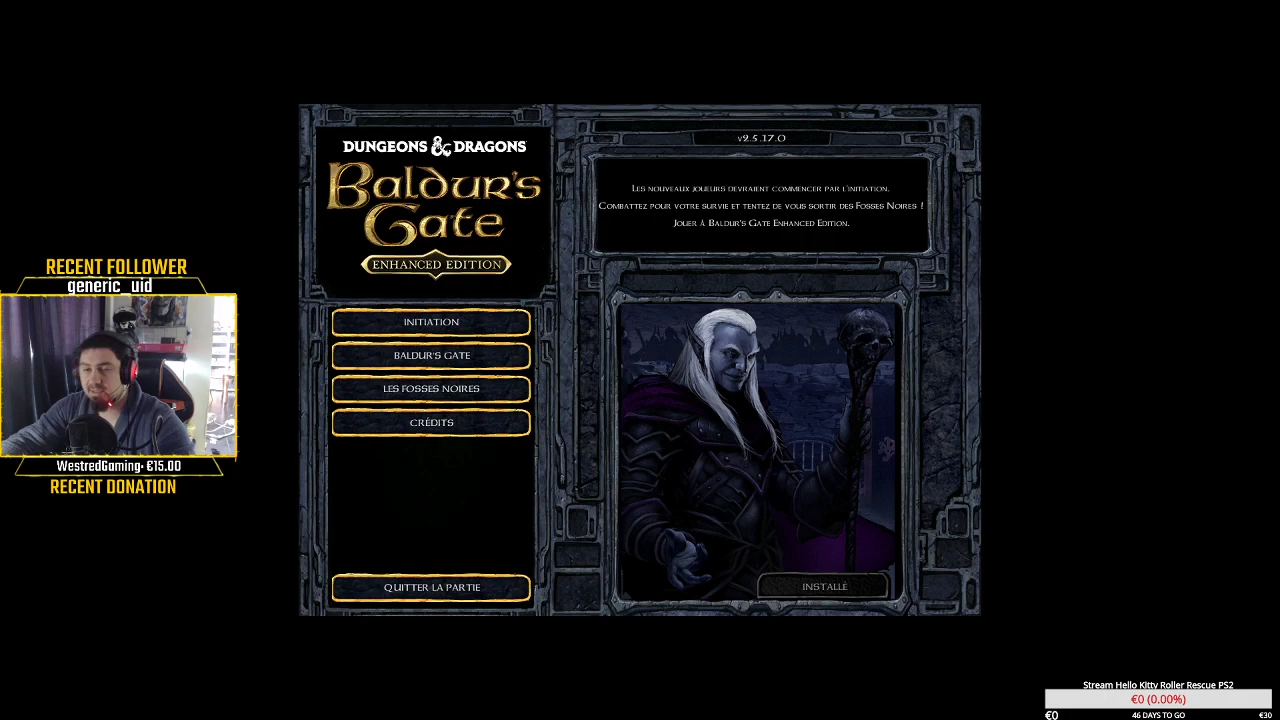 DUNGEONS & DRAGONS
Baldur's
Gate
ENHANCED EDITION
v2.5.17.0
Les nouveaux joueurs devraient commencer par l'initiation.
Combattez pour votre survie et tentez de vous sortir des Fosses Noires !
Jouer à Baldur's Gate Enhanced Edition.
RECENT FOLLOWER
generic_uid
WestredGaming• €15.00
RECENT DONATION
INITIATION
BALDUR'S GATE
LES FOSSES NOIRES
CRÉDITS
QUITTER LA PARTIE
INSTALLÉ
Stream Hello Kitty Roller Rescue PS2
€0 (0.00%)
€0 46 DAYS TO GO €30